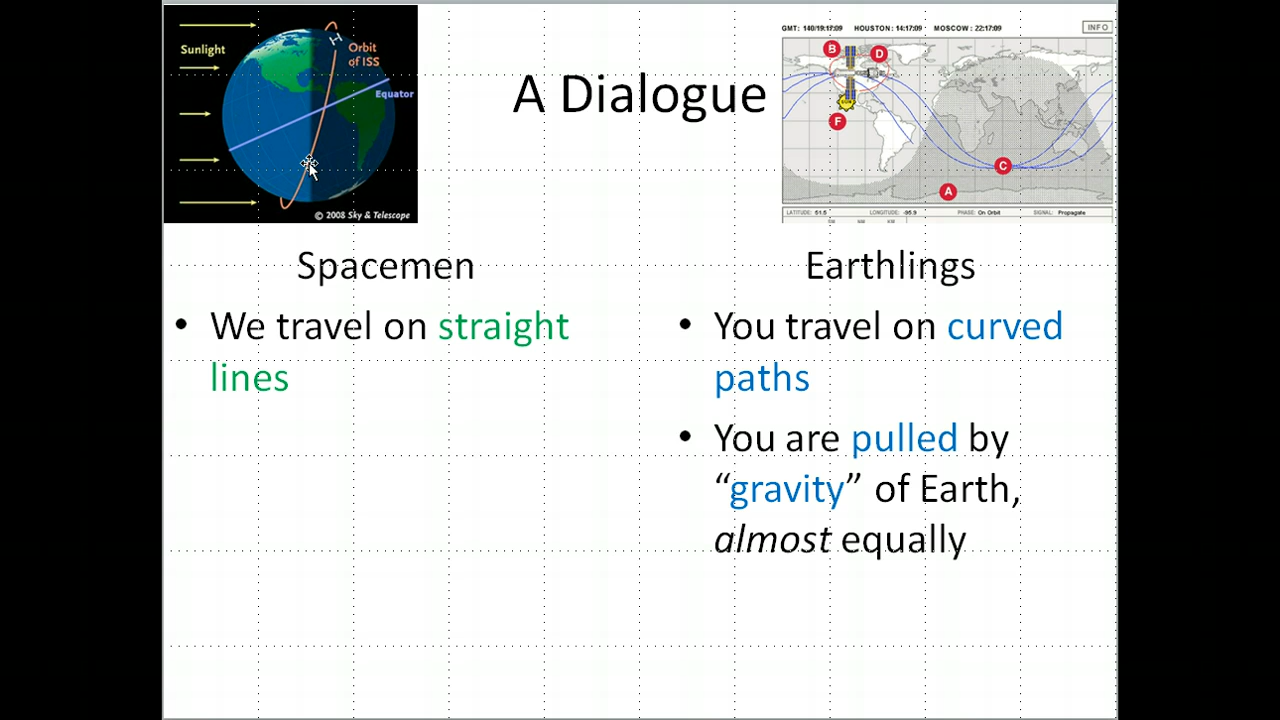 Sunlight
Orbit
of ISS
Equator
© 2008 Sky & Telescope
A Dialogue
GMT: 140/19:17:09 HOUSTON: 14:17:09 MOSCOW: 22:17:09
INFO
B
D
F
C
A
LATITUDE: 51.5 LONGITUDE: -95.9 PHASE: On Orbit SIGNAL: Propagate
Spacemen
• We travel on straight
lines
Earthlings
• You travel on curved
paths
• You are pulled by
“gravity” of Earth,
almost equally